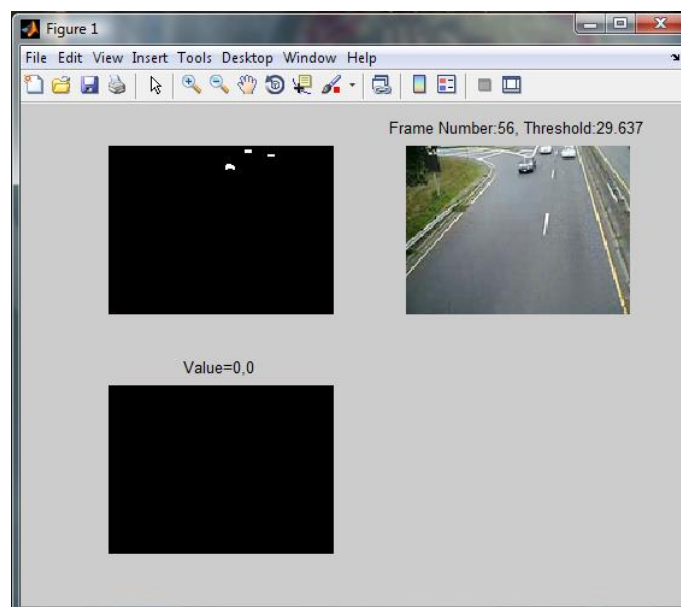 Figure 1
File Edit View Insert Tools Desktop Window Help
Frame Number:56, Threshold:29.637
Value=0,0